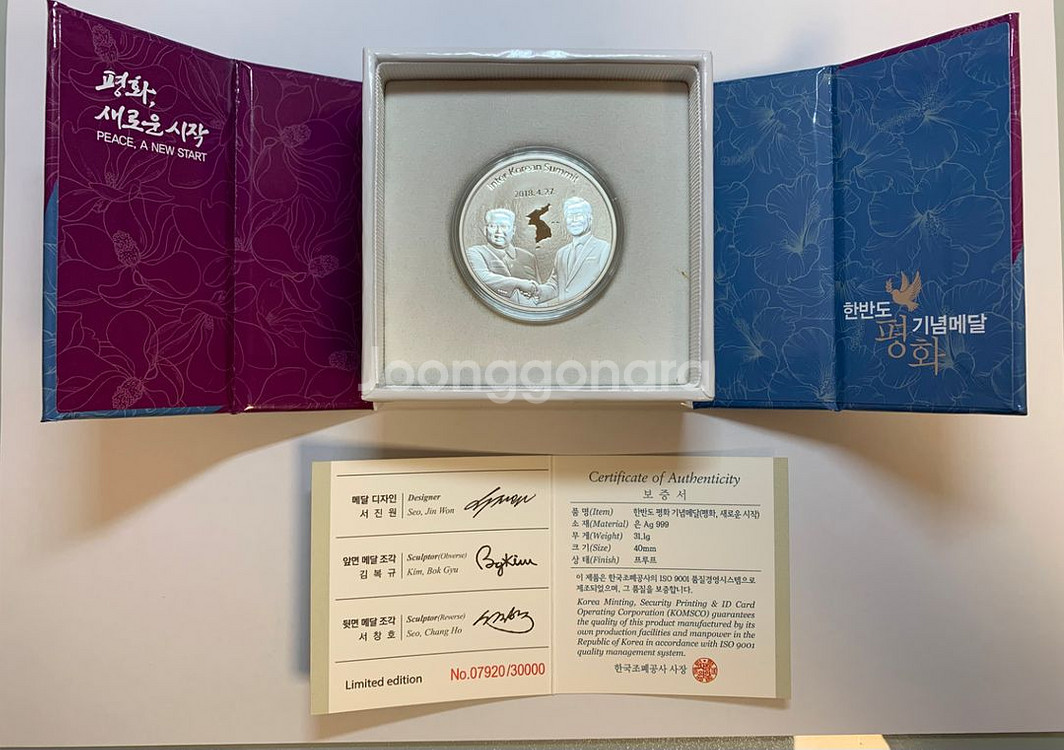 평화,
새로운 시작
PEACE, A NEW START
Inter-Korean Summit
2018.4.27.
한반도
평화
기념메달
Joonggonara
메달 디자인
서 진 원
Designer
Seo, Jin Won
앞면 메달 조각
김 복 규
Sculptor(Obverse)
Kim, Bok Gyu
BgKim
뒷면 메달 조각
서 창 호
Sculptor(Reverse)
Seo, Chang Ho
Limited edition
No.07920/30000
Certificate of Authenticity
보 증 서
품 명(Item) 한반도 평화 기념메달(평화, 새로운 시작)
소 재(Material) 은 Ag 999
무 게(Weight) 31.1g
크 기(Size) 40mm
상 태(Finish) 프루프
이 제품은 한국조폐공사의 ISO 9001 품질경영시스템으로
제조되었으며, 그 품질을 보증합니다.
Korea Minting, Security Printing & ID Card
Operating Corporation (KOMSCO) guarantees
the quality of this product manufactured by its
own production facilities and manpower in the
Republic of Korea in accordance with ISO 9001
quality management system.
한국조폐공사 사장